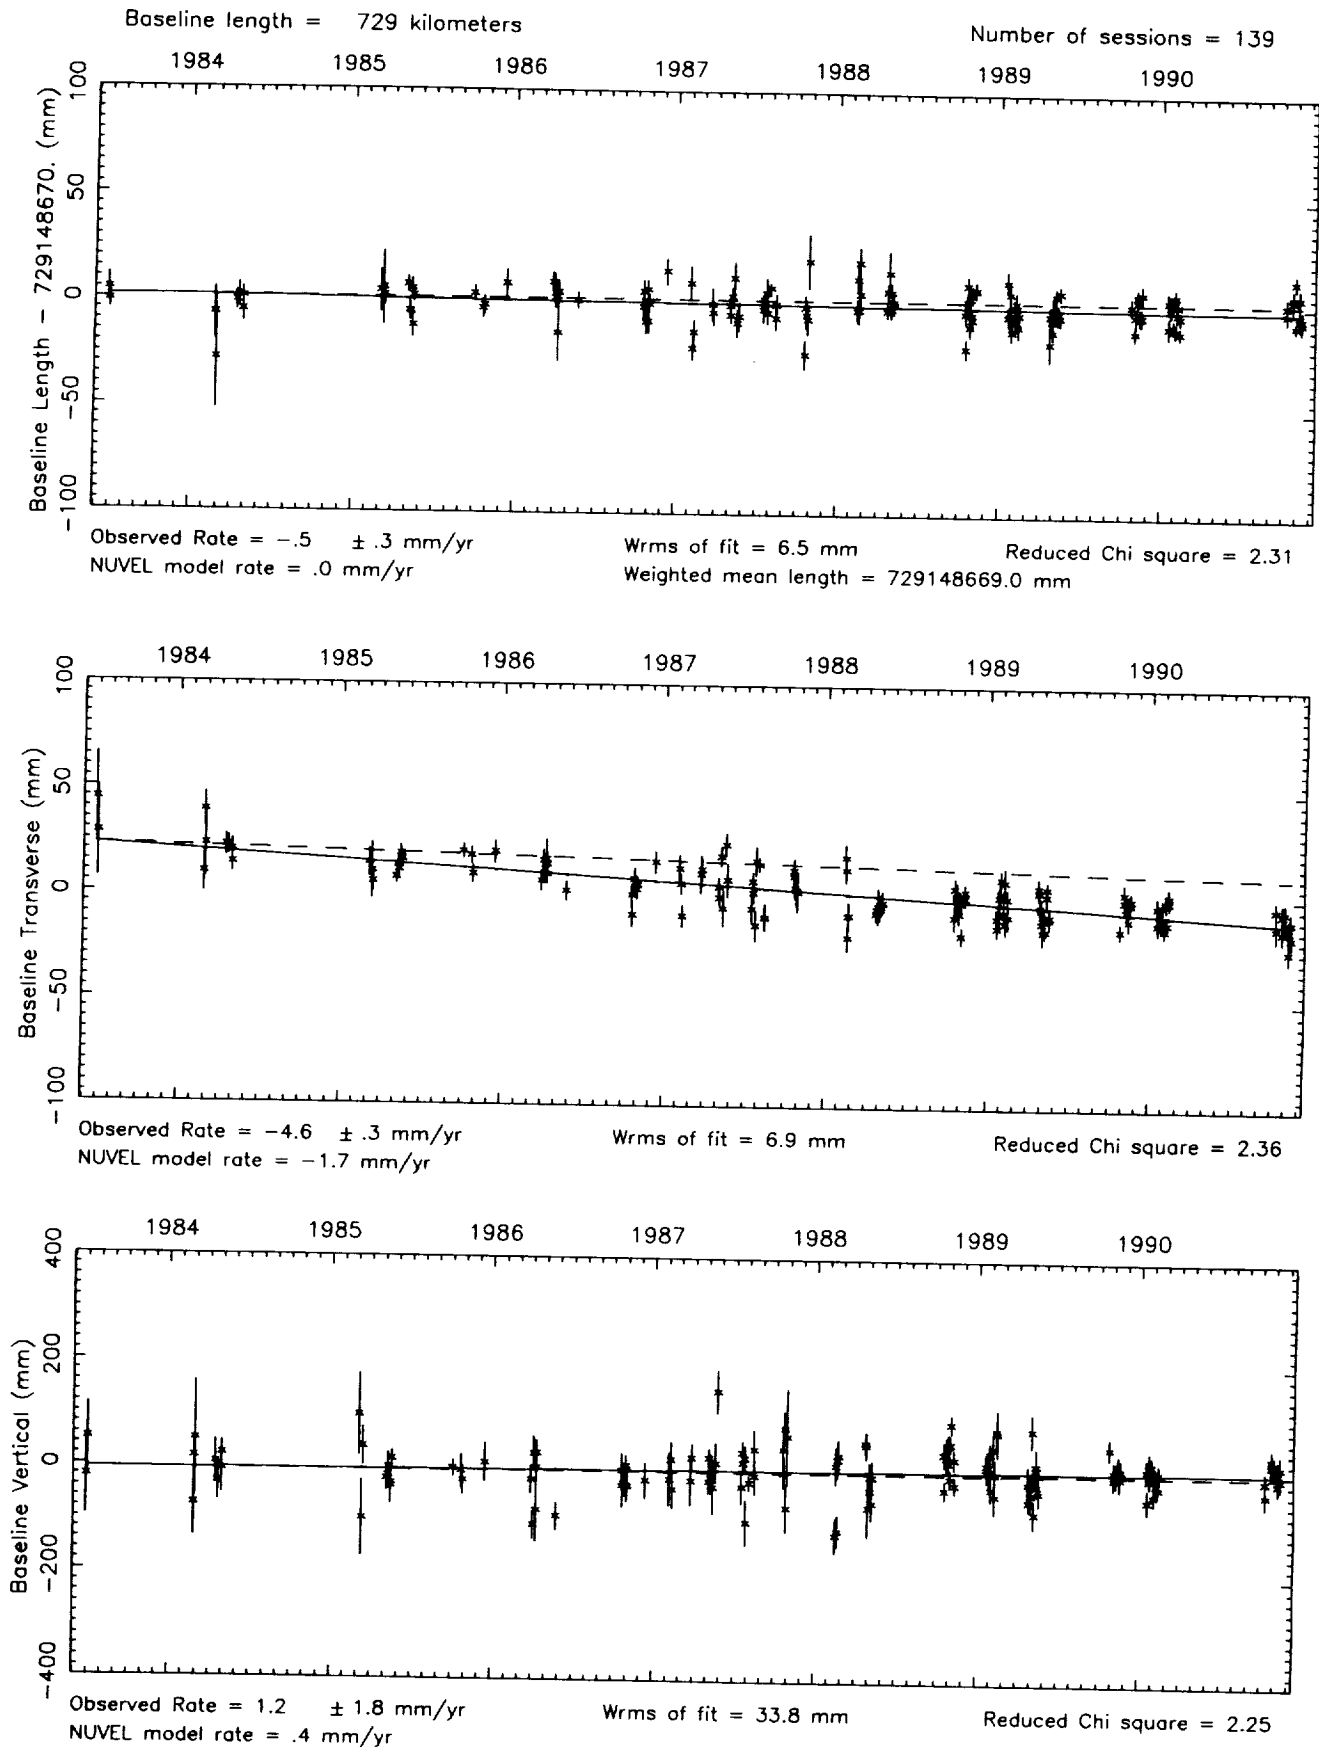 Baseline length = 729 kilometers
Number of sessions = 139
1984 1985 1986 1987 1988 1989 1990
100
50
0
−50
−100
Baseline Length − 729148670. (mm)
Observed Rate = −.5 ± .3 mm/yr
Wrms of fit = 6.5 mm
Reduced Chi square = 2.31
NUVEL model rate = .0 mm/yr
Weighted mean length = 729148669.0 mm
1984 1985 1986 1987 1988 1989 1990
100
50
0
−50
−100
Baseline Transverse (mm)
Observed Rate = −4.6 ± .3 mm/yr
Wrms of fit = 6.9 mm
Reduced Chi square = 2.36
NUVEL model rate = −1.7 mm/yr
1984 1985 1986 1987 1988 1989 1990
400
200
0
−200
−400
Baseline Vertical (mm)
Observed Rate = 1.2 ± 1.8 mm/yr
Wrms of fit = 33.8 mm
Reduced Chi square = 2.25
NUVEL model rate = .4 mm/yr